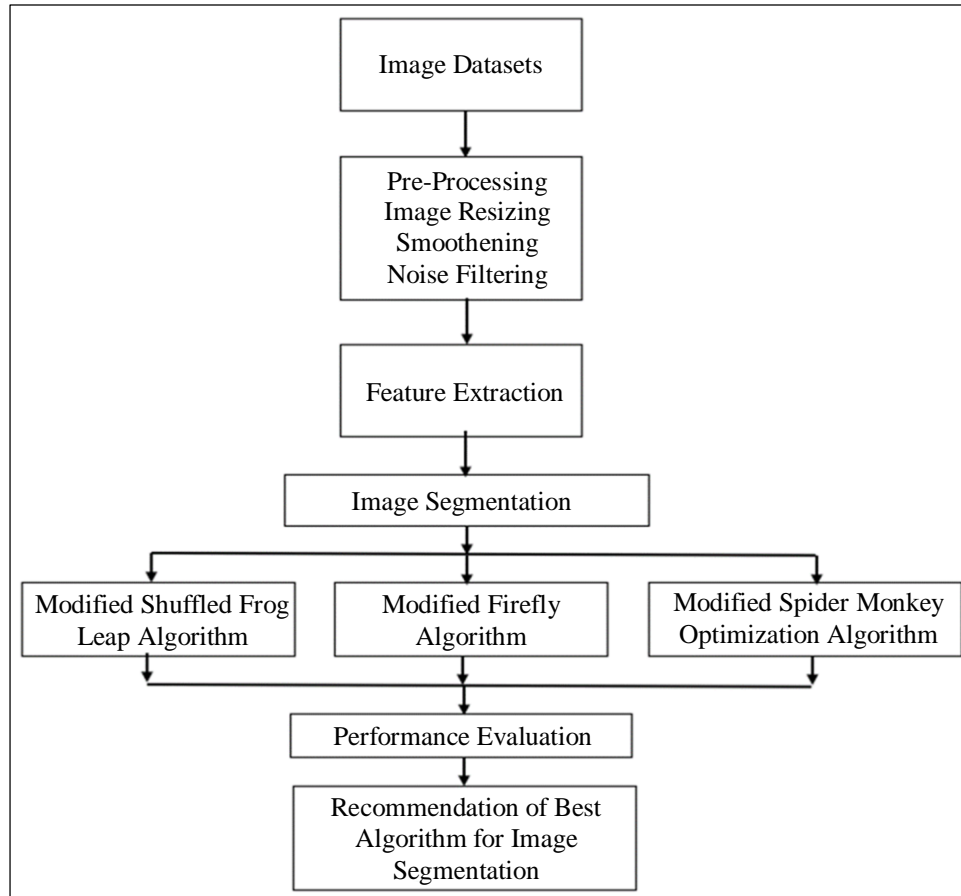 Image Datasets
Pre-Processing
Image Resizing
Smoothening
Noise Filtering
Feature Extraction
Image Segmentation
Modified Shuffled Frog
Leap Algorithm
Modified Firefly
Algorithm
Modified Spider Monkey
Optimization Algorithm
Performance Evaluation
Recommendation of Best
Algorithm for Image
Segmentation